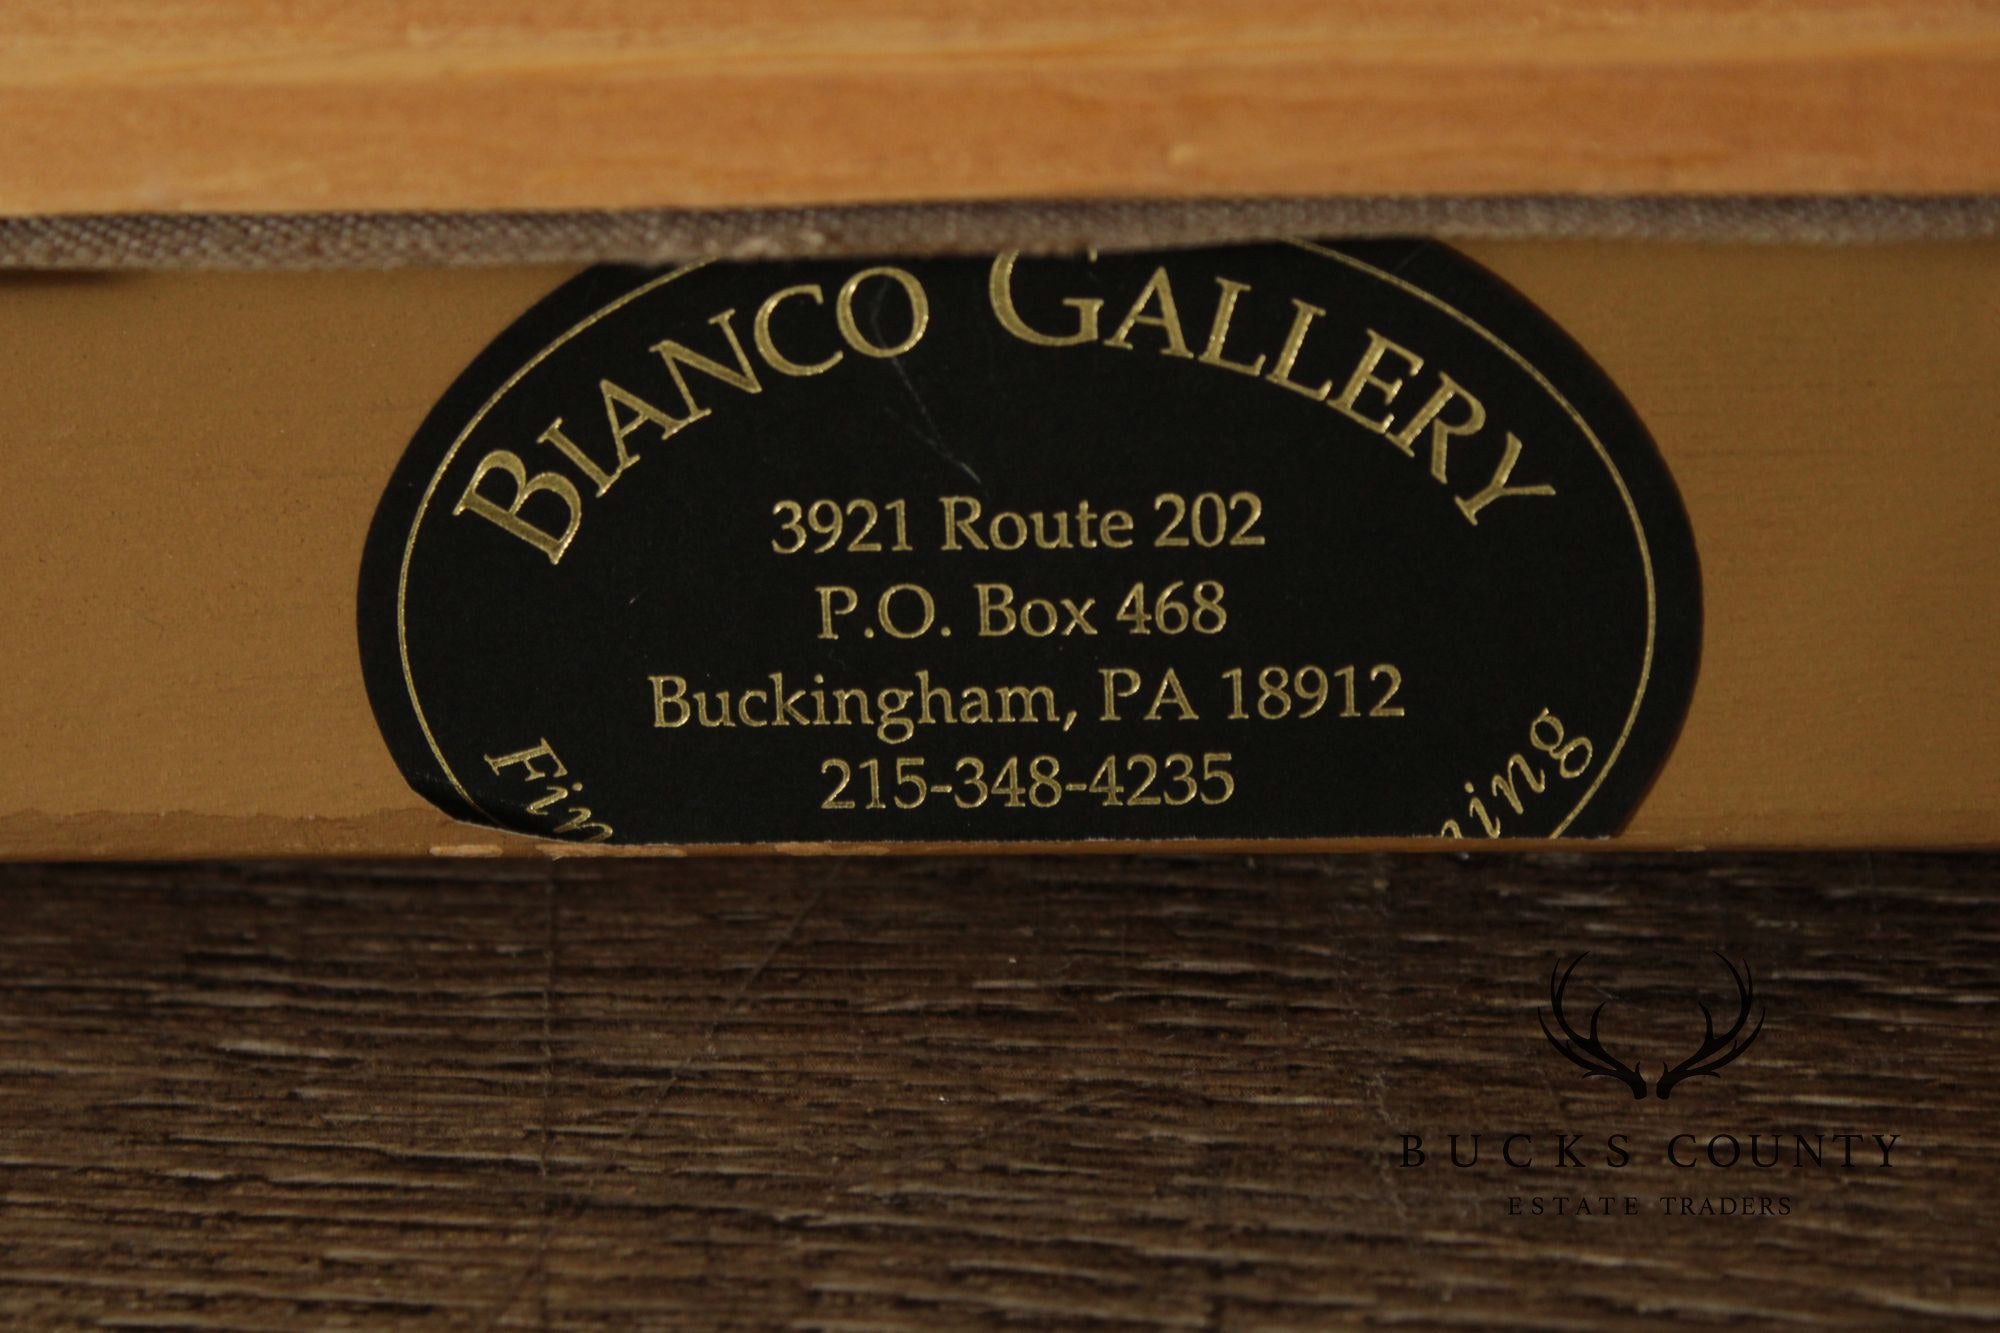 BIANCO GALLERY
3921 Route 202
P.O. Box 468
Buckingham, PA 18912
215-348-4235
BUCKS COUNTY
ESTATE TRADERS